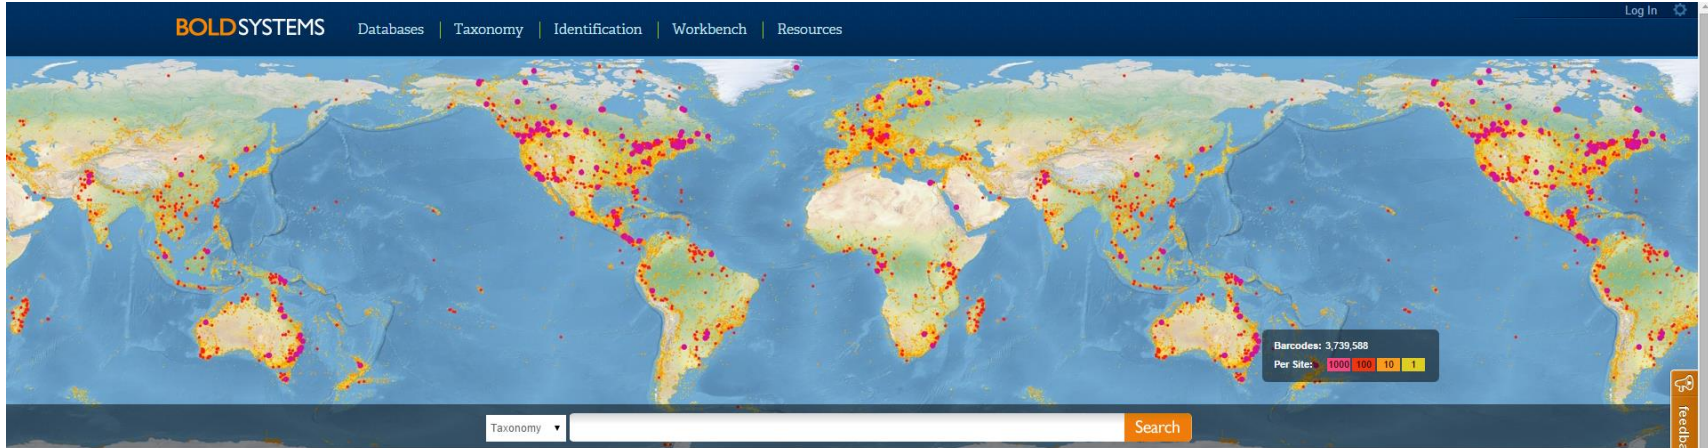 Log In
BOLDSYSTEMS Databases Taxonomy Identification Workbench Resources
Barcodes: 3,739,588
Per Site: 1000 100 10 1
Taxonomy Search